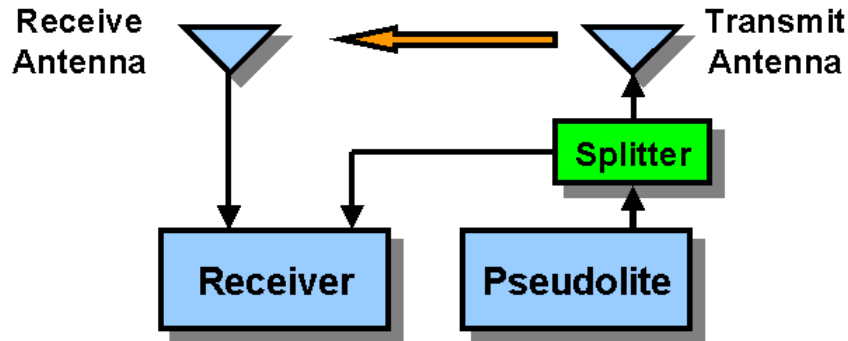 Receive
Antenna
Transmit
Antenna
Splitter
Receiver
Pseudolite